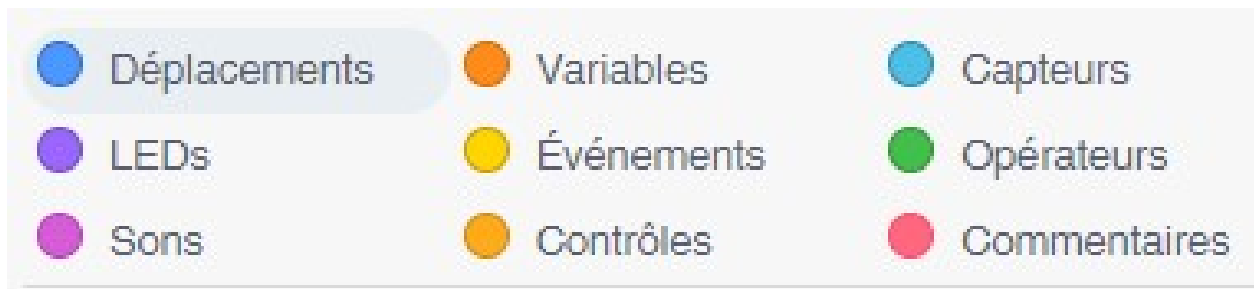 Déplacements Variables Capteurs
LEDs Événements Opérateurs
Sons Contrôles Commentaires